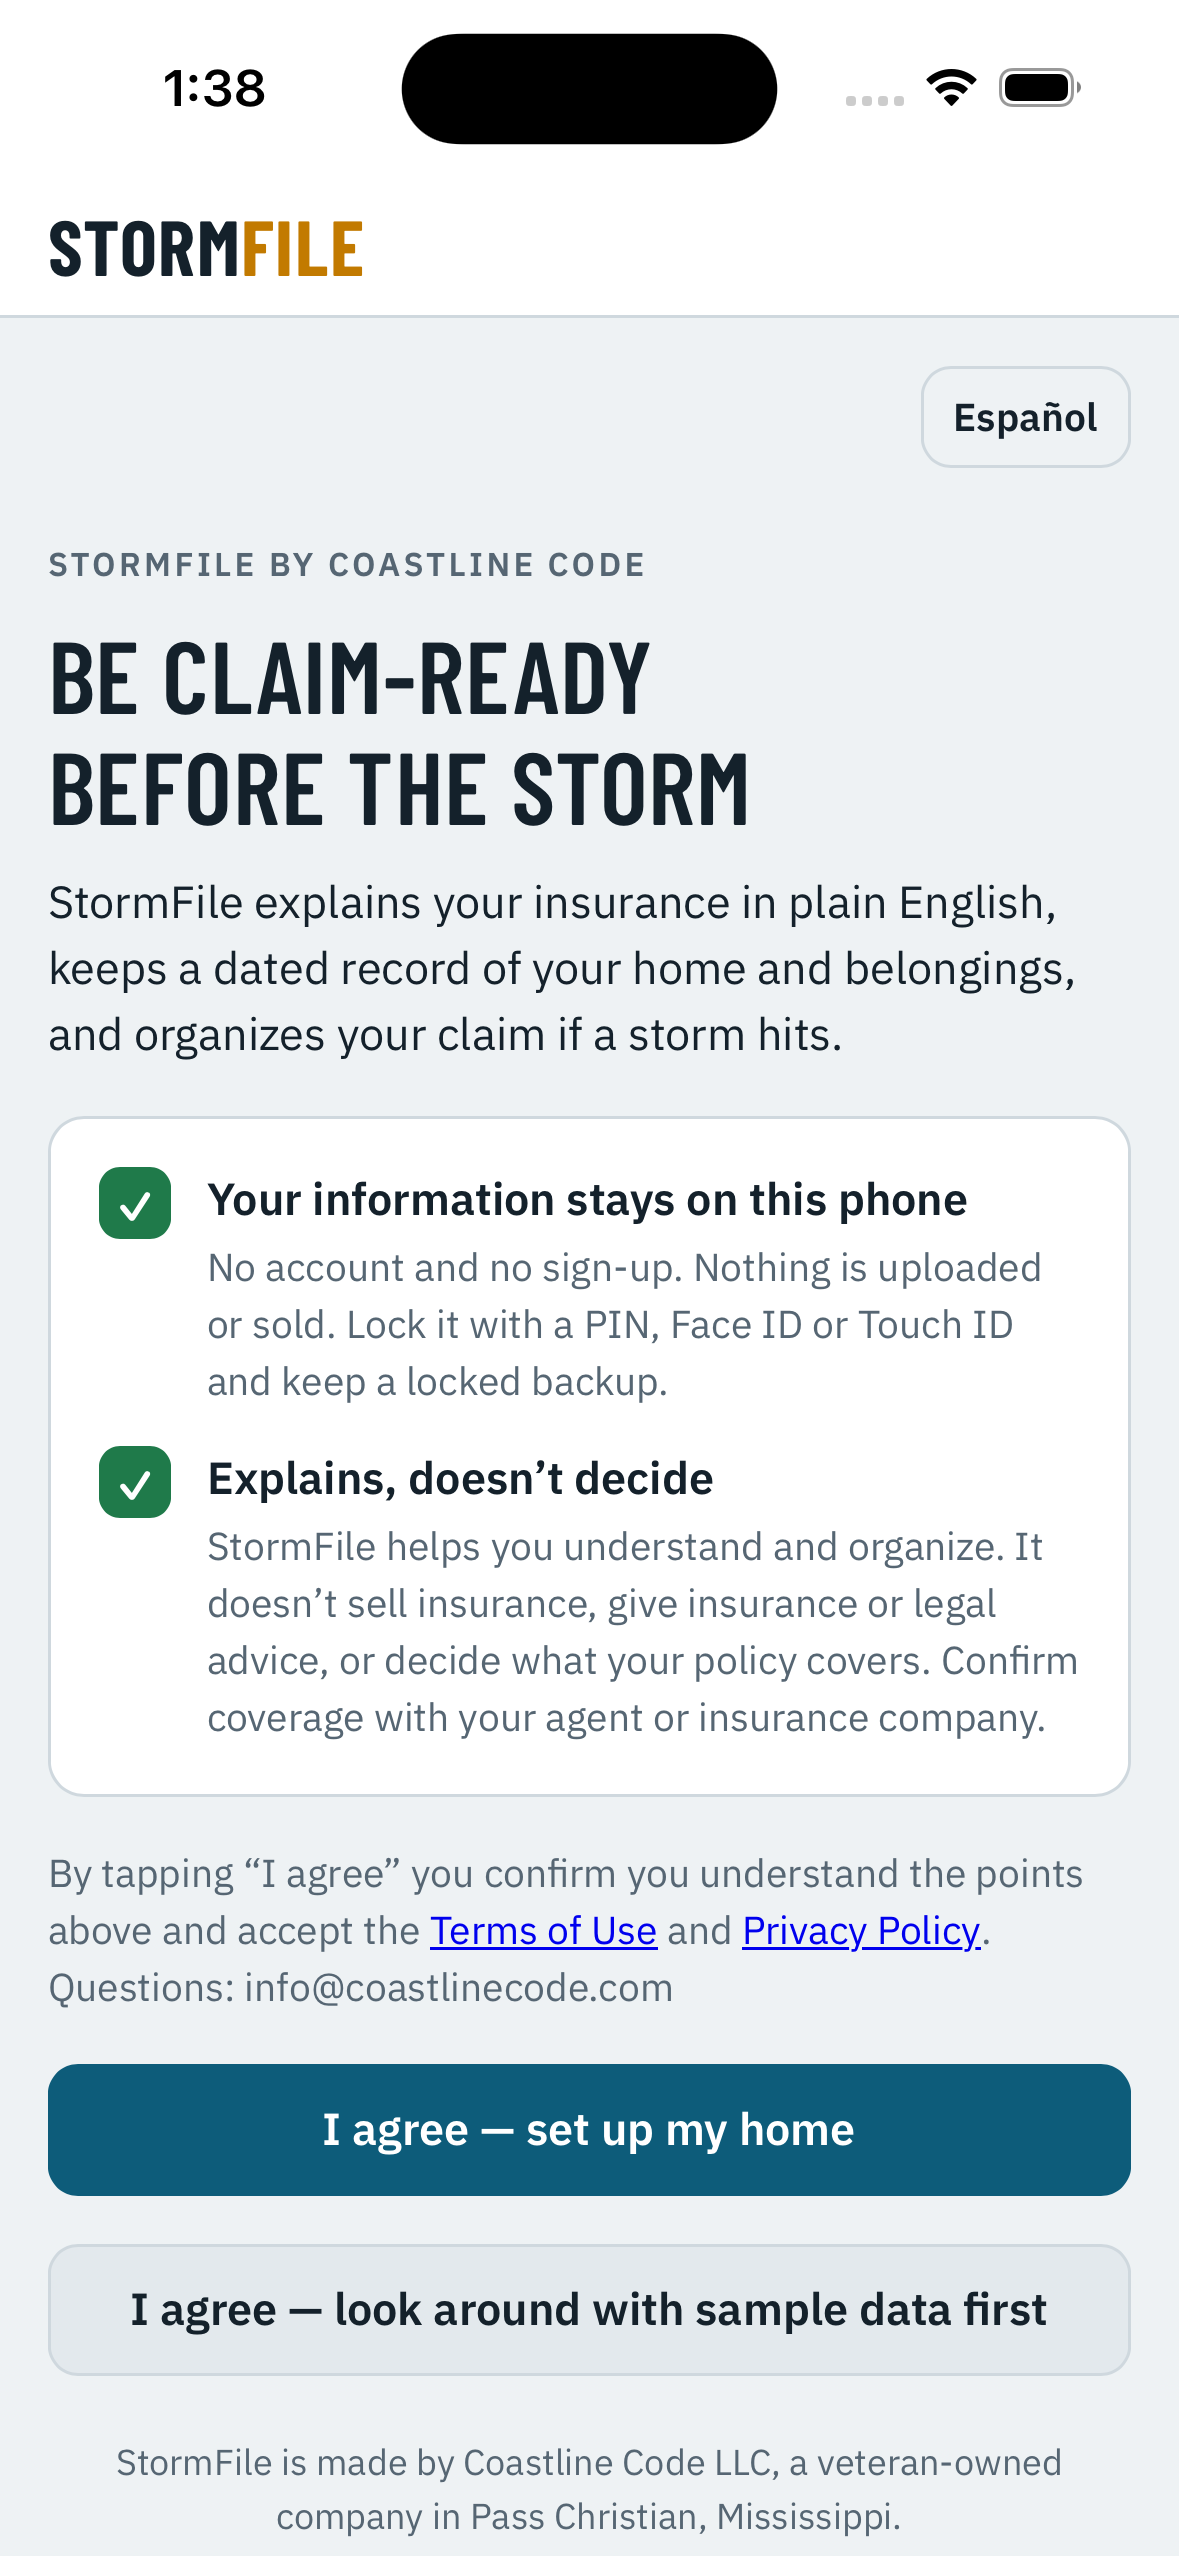 1:38
STORMFILE
Español
STORMFILE BY COASTLINE CODE
BE CLAIM-READY
BEFORE THE STORM
StormFile explains your insurance in plain English,
keeps a dated record of your home and belongings,
and organizes your claim if a storm hits.
Your information stays on this phone
No account and no sign-up. Nothing is uploaded
or sold. Lock it with a PIN, Face ID or Touch ID
and keep a locked backup.
Explains, doesn’t decide
StormFile helps you understand and organize. It
doesn’t sell insurance, give insurance or legal
advice, or decide what your policy covers. Confirm
coverage with your agent or insurance company.
By tapping “I agree” you confirm you understand the points
above and accept the Terms of Use and Privacy Policy.
Questions: info@coastlinecode.com
I agree — set up my home
I agree — look around with sample data first
StormFile is made by Coastline Code LLC, a veteran-owned
company in Pass Christian, Mississippi.